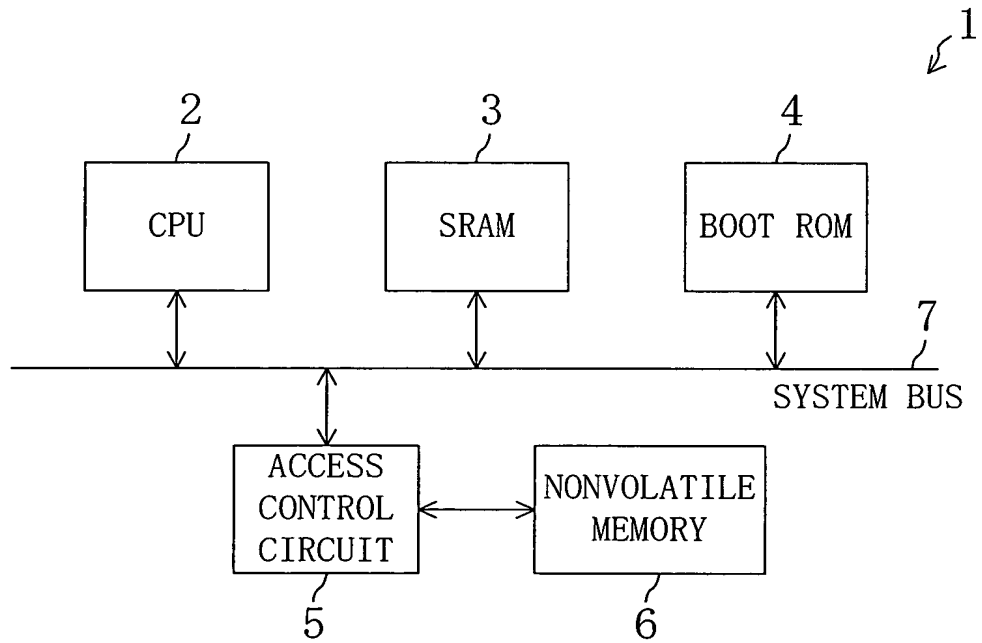 1
2
3
4
CPU
SRAM
BOOT ROM
7
SYSTEM BUS
ACCESS
CONTROL
CIRCUIT
NONVOLATILE
MEMORY
5
6